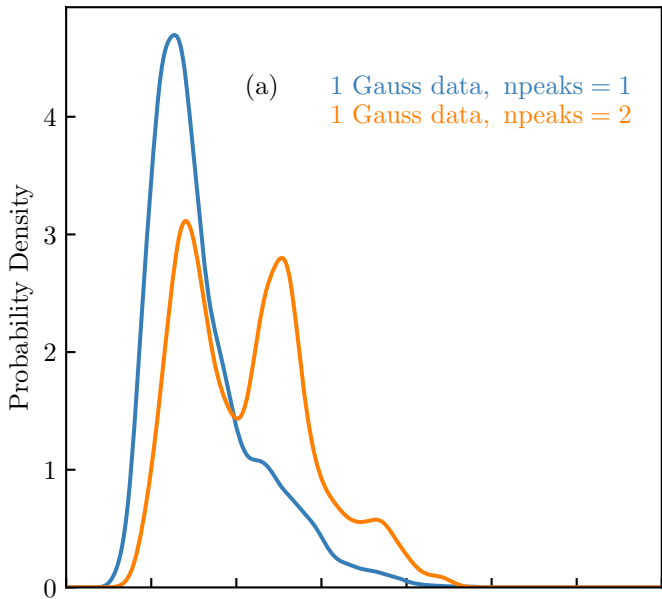 (a)
1 Gauss data, npeaks = 1
1 Gauss data, npeaks = 2
4
3
2
1
0
Probability Density